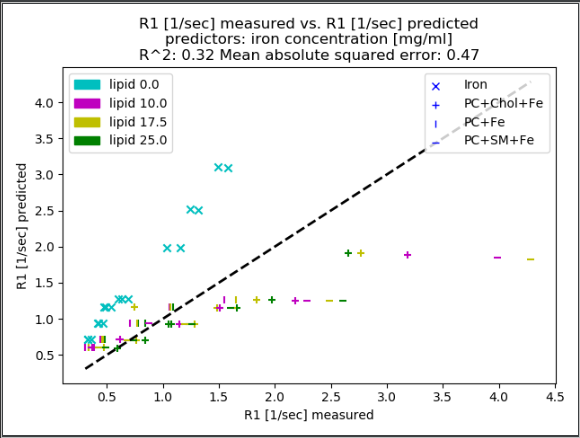 R1 [1/sec] measured vs. R1 [1/sec] predicted
predictors: iron concentration [mg/ml]
R^2: 0.32 Mean absolute squared error: 0.47
lipid 0.0
lipid 10.0
lipid 17.5
lipid 25.0
Iron
PC+Chol+Fe
PC+Fe
PC+SM+Fe
R1 [1/sec] predicted
4.0
3.5
3.0
2.5
2.0
1.5
1.0
0.5
0.5 1.0 1.5 2.0 2.5 3.0 3.5 4.0 4.5
R1 [1/sec] measured